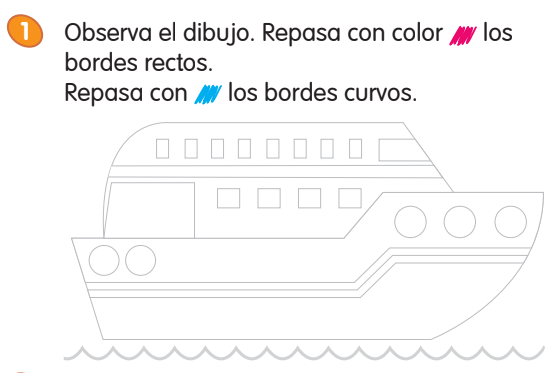 1 Observa el dibujo. Repasa con color los
bordes rectos.
Repasa con los bordes curvos.